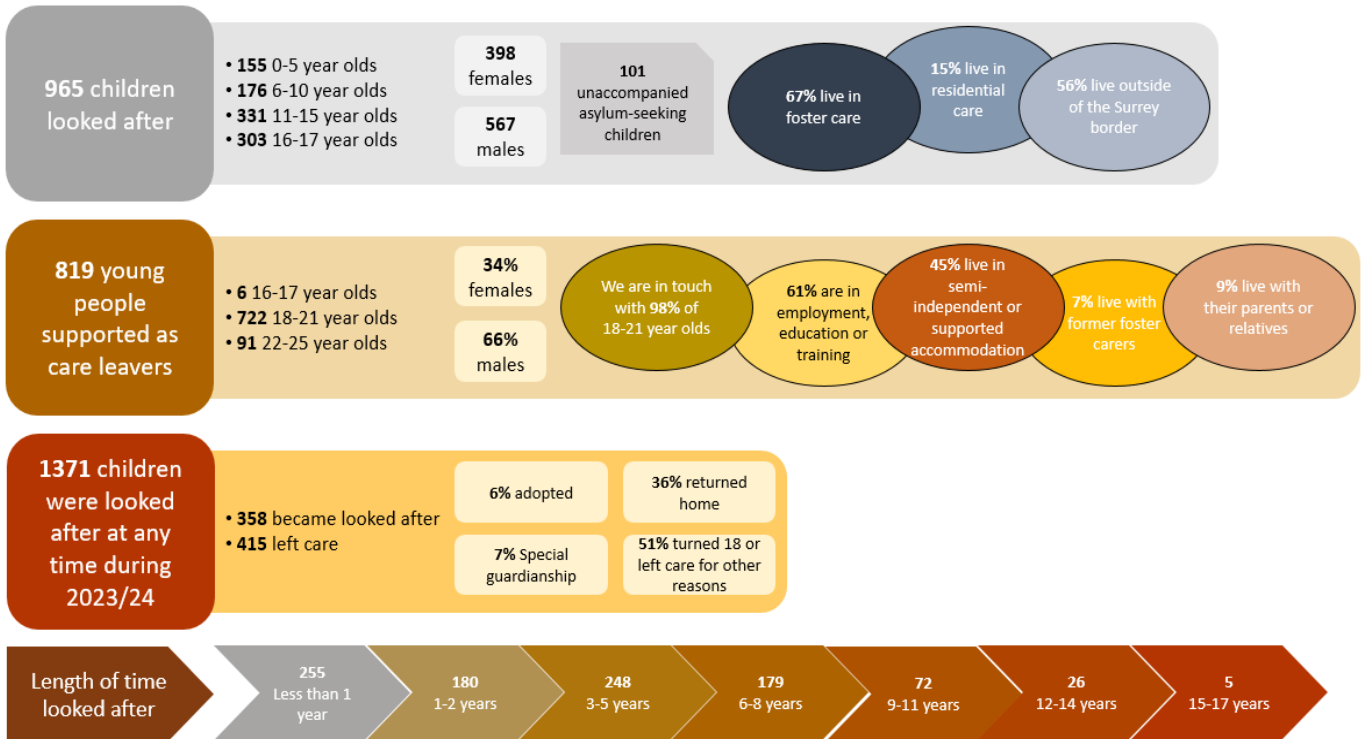 965 children
looked after
• 155 0-5 year olds
• 176 6-10 year olds
• 331 11-15 year olds
• 303 16-17 year olds
398
females
567
males
101
unaccompanied
asylum-seeking
children
67% live in
foster care
15% live in
residential
care
56% live outside
of the Surrey
border
819 young
people
supported as
care leavers
• 6 16-17 year olds
• 722 18-21 year olds
• 91 22-25 year olds
34%
females
66%
males
We are in touch
with 98% of
18-21 year olds
61% are in
employment,
education or
training
45% live in
semi-
independent or
supported
accommodation
7% live with
former foster
carers
9% live with
their parents or
relatives
1371 children
were looked
after at any
time during
2023/24
• 358 became looked after
• 415 left care
6% adopted
36% returned
home
7% Special
guardianship
51% turned 18 or
left care for other
reasons
Length of time
looked after
255
Less than 1
year
180
1-2 years
248
3-5 years
179
6-8 years
72
9-11 years
26
12-14 years
5
15-17 years